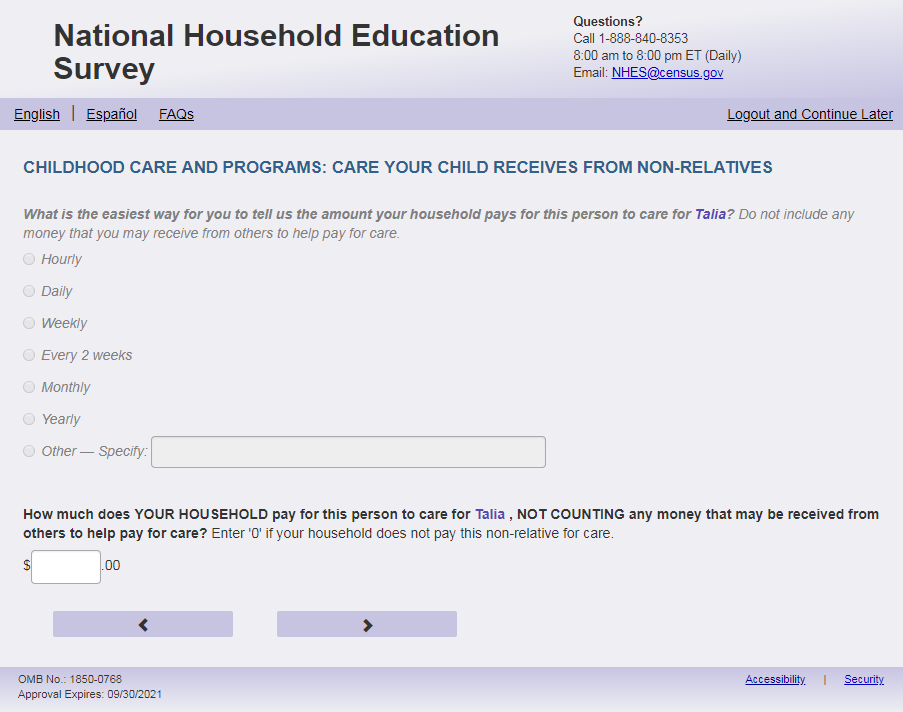 National Household Education
Survey
Questions?
Call 1-888-840-8353
8:00 am to 8:00 pm ET (Daily)
Email: NHES@census.gov
English | Español FAQs Logout and Continue Later
CHILDHOOD CARE AND PROGRAMS: CARE YOUR CHILD RECEIVES FROM NON-RELATIVES
What is the easiest way for you to tell us the amount your household pays for this person to care for Talia? Do not include any
money that you may receive from others to help pay for care.
Hourly
Daily
Weekly
Every 2 weeks
Monthly
Yearly
Other — Specify:
How much does YOUR HOUSEHOLD pay for this person to care for Talia , NOT COUNTING any money that may be received from
others to help pay for care? Enter '0' if your household does not pay this non-relative for care.
$ .00
OMB No.: 1850-0768
Approval Expires: 09/30/2021
Accessibility | Security